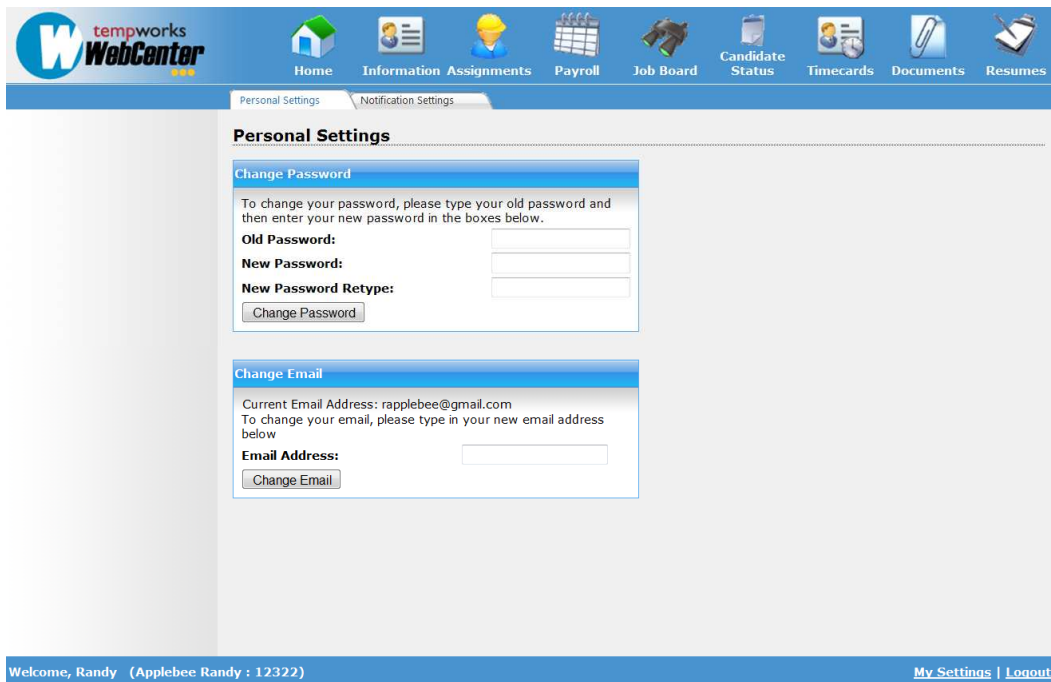 tempworks
WebCenter
Home Information Assignments Payroll Job Board Candidate Status Timecards Documents Resumes
Personal Settings Notification Settings
Personal Settings
Change Password
To change your password, please type your old password and
then enter your new password in the boxes below.
Old Password:
New Password:
New Password Retype:
Change Password
Change Email
Current Email Address: rapplebee@gmail.com
To change your email, please type in your new email address
below
Email Address:
Change Email
Welcome, Randy (Applebee Randy : 12322) My Settings | Logout